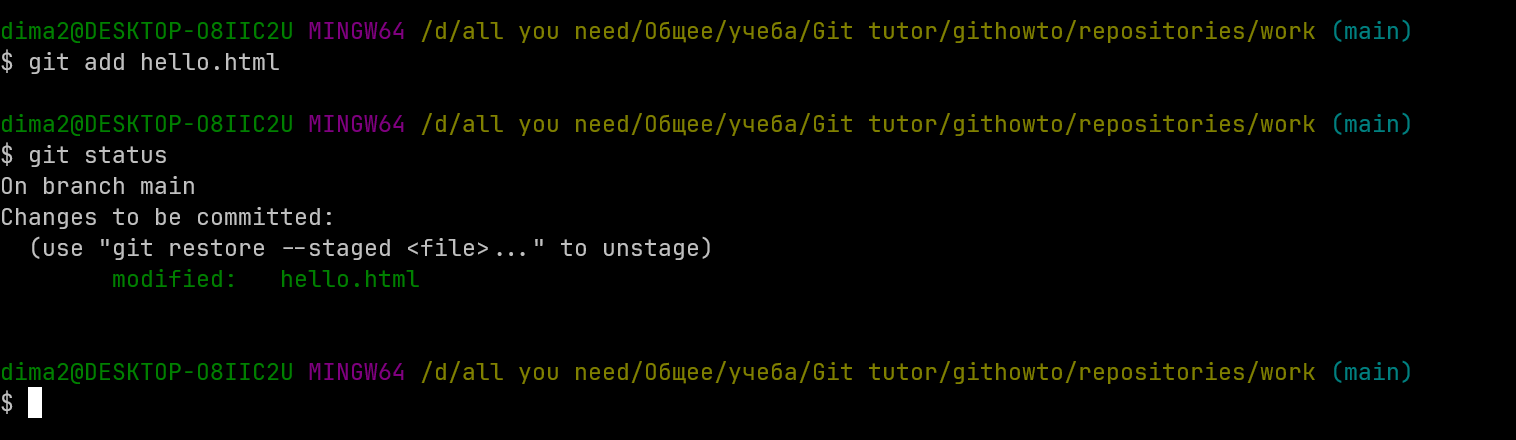 dima2@DESKTOP-O8IIC2U MINGW64 /d/all you need/Общее/учеба/Git tutor/githowto/repositories/work (main)
$ git add hello.html
dima2@DESKTOP-O8IIC2U MINGW64 /d/all you need/Общее/учеба/Git tutor/githowto/repositories/work (main)
$ git status
On branch main
Changes to be committed:
  (use "git restore --staged <file>..." to unstage)
        modified:   hello.html
dima2@DESKTOP-O8IIC2U MINGW64 /d/all you need/Общее/учеба/Git tutor/githowto/repositories/work (main)
$